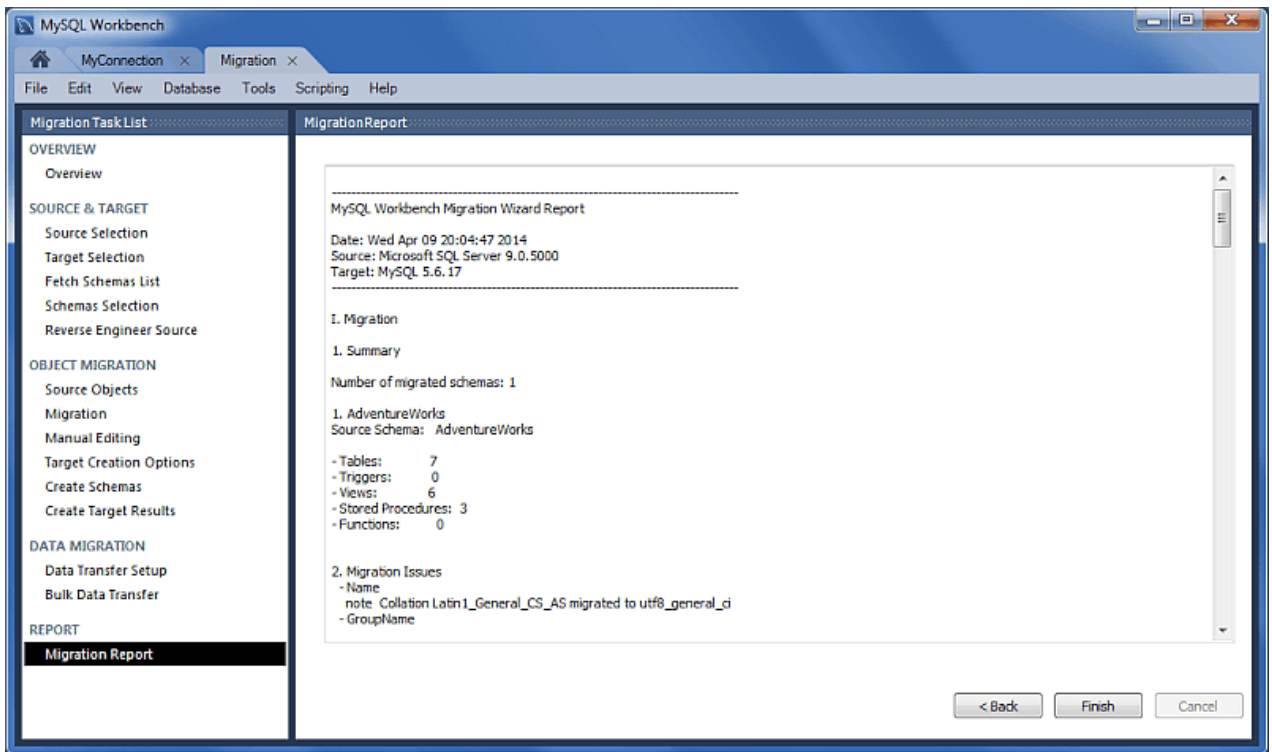 MySQL Workbench
MyConnection
Migration
File Edit View Database Tools Scripting Help
Migration Task List
OVERVIEW
Overview
SOURCE & TARGET
Source Selection
Target Selection
Fetch Schemas List
Schemas Selection
Reverse Engineer Source
OBJECT MIGRATION
Source Objects
Migration
Manual Editing
Target Creation Options
Create Schemas
Create Target Results
DATA MIGRATION
Data Transfer Setup
Bulk Data Transfer
REPORT
Migration Report
Migration Report
------------------------------------------------------------------------------------
MySQL Workbench Migration Wizard Report
Date: Wed Apr 09 20:04:47 2014
Source: Microsoft SQL Server 9.0.5000
Target: MySQL 5.6.17
------------------------------------------------------------------------------------
I. Migration
1. Summary
Number of migrated schemas: 1
1. AdventureWorks
Source Schema: AdventureWorks
- Tables: 7
- Triggers: 0
- Views: 6
- Stored Procedures: 3
- Functions: 0
2. Migration Issues
- Name
note Collation Latin1_General_CS_AS migrated to utf8_general_ci
- GroupName
< Back Finish Cancel